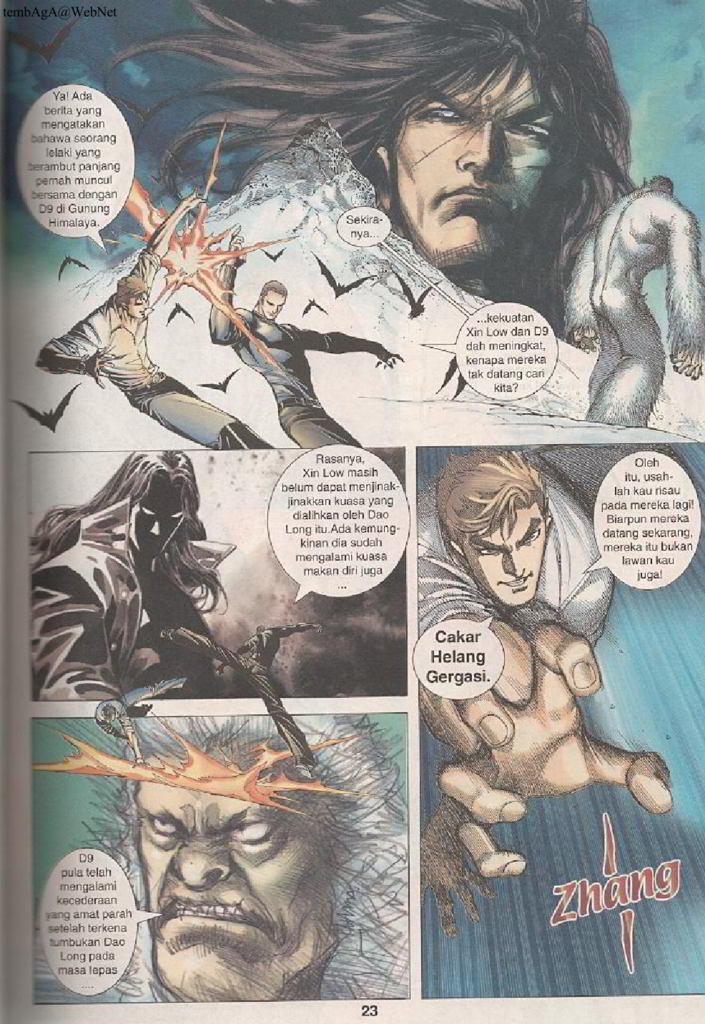 tembAgA@WebNet
Ya! Ada
berita yang
mengatakan
bahawa seorang
lelaki yang
berambut panjang
pernah muncul
bersama dengan
D9 di Gunung
Himalaya.
Sekira-
nya...
...kekuatan
Xin Low dan D9
dah meningkat,
kenapa mereka
tak datang cari
kita?
Rasanya,
Xin Low masih
belum dapat menjinak-
jinakkan kuasa yang
dialihkan oleh Dao
Long itu.Ada kemung-
kinan dia sudah
mengalami kuasa
makan diri juga
...
Oleh
itu, usah-
lah kau risau
pada mereka lagi!
Biarpun mereka
datang sekarang,
mereka itu bukan
lawan kau
juga!
Cakar
Helang
Gergasi.
D9
pula telah
mengalami
kecederaan
yang amat parah
setelah terkena
tumbukan Dao
Long pada
masa lepas
....
Zhang
23